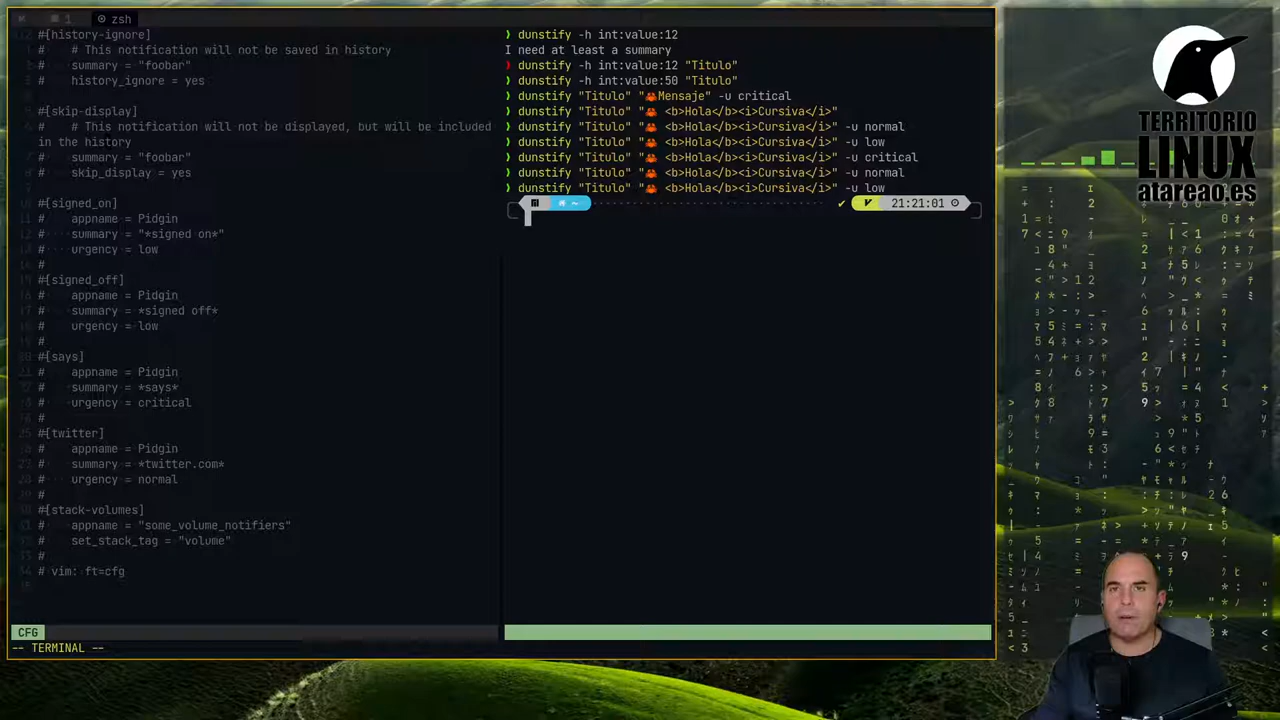 1 zsh
#[history-ignore]
#    # This notification will not be saved in history
#    summary = "foobar"
#    history_ignore = yes
#[skip-display]
#    # This notification will not be displayed, but will be included
in the history
#    summary = "foobar"
#    skip_display = yes
#[signed_on]
#    appname = Pidgin
#    summary = "*signed on*"
#    urgency = low
#
#[signed_off]
#    appname = Pidgin
#    summary = *signed off*
#    urgency = low
#
#[says]
#    appname = Pidgin
#    summary = *says*
#    urgency = critical
#
#[twitter]
#    appname = Pidgin
#    summary = *twitter.com*
#    urgency = normal
#
#[stack-volumes]
#    appname = "some_volume_notifiers"
#    set_stack_tag = "volume"
#
# vim: ft=cfg
CFG
-- TERMINAL --
❱ dunstify -h int:value:12
I need at least a summary
❱ dunstify -h int:value:12 "Titulo"
❱ dunstify -h int:value:50 "Titulo"
❱ dunstify "Titulo" "🦀Mensaje" -u critical
❱ dunstify "Titulo" "🦀 <b>Hola</b><i>Cursiva</i>"
❱ dunstify "Titulo" "🦀 <b>Hola</b><i>Cursiva</i>" -u normal
❱ dunstify "Titulo" "🦀 <b>Hola</b><i>Cursiva</i>" -u low
❱ dunstify "Titulo" "🦀 <b>Hola</b><i>Cursiva</i>" -u critical
❱ dunstify "Titulo" "🦀 <b>Hola</b><i>Cursiva</i>" -u normal
❱ dunstify "Titulo" "🦀 <b>Hola</b><i>Cursiva</i>" -u low
~ ✔ 21:21:01
TERRITORIO
LINUX
atareao.es